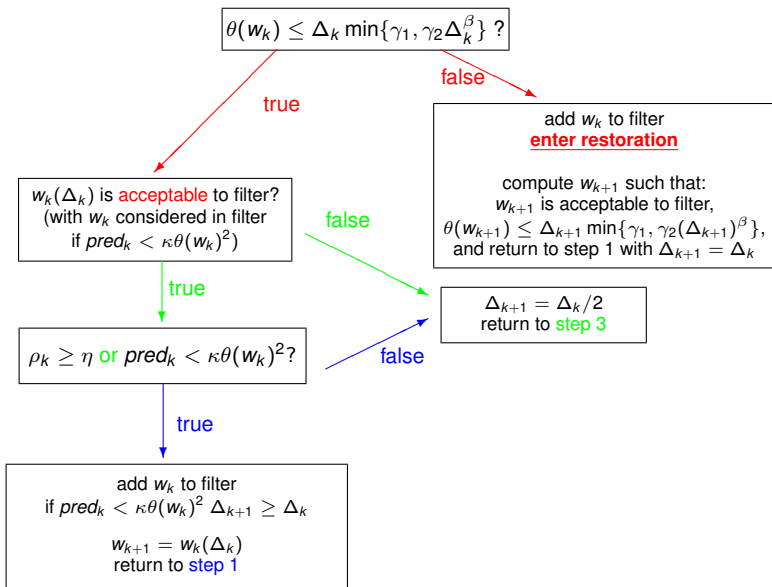 θ(w_k) ≤ Δ_k min{γ_1, γ_2Δ_k^β} ?
false
true
add w_k to filter
enter restoration
compute w_{k+1} such that:
w_{k+1} is acceptable to filter,
θ(w_{k+1}) ≤ Δ_{k+1} min{γ_1, γ_2(Δ_{k+1})^β},
and return to step 1 with Δ_{k+1} = Δ_k
w_k(Δ_k) is acceptable to filter?
(with w_k considered in filter
if pred_k < κθ(w_k)^2)
false
true
Δ_{k+1} = Δ_k/2
return to step 3
ρ_k ≥ η or pred_k < κθ(w_k)^2?
false
true
add w_k to filter
if pred_k < κθ(w_k)^2 Δ_{k+1} ≥ Δ_k
w_{k+1} = w_k(Δ_k)
return to step 1